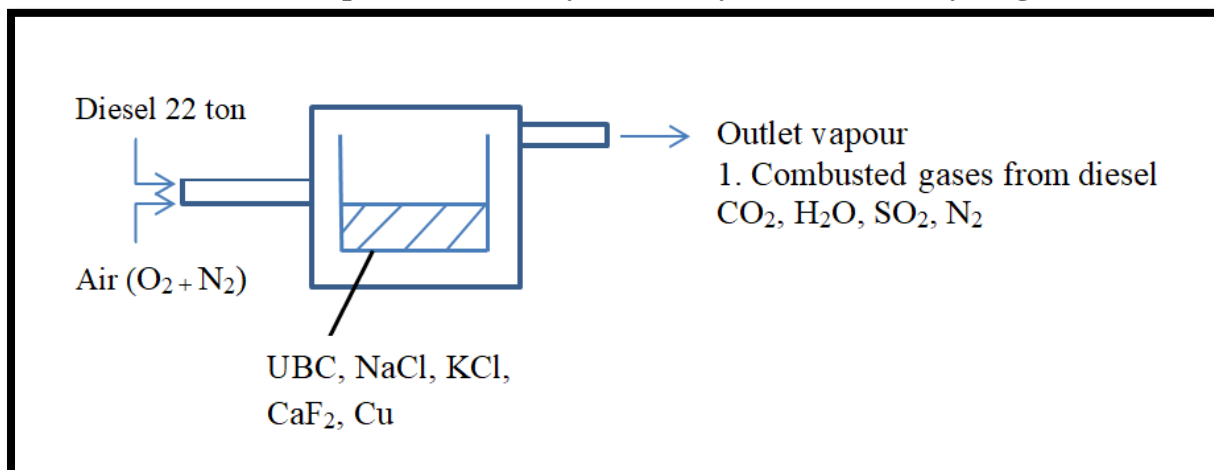 Diesel 22 ton
Outlet vapour
1. Combusted gases from diesel
CO₂, H₂O, SO₂, N₂
Air (O₂ + N₂)
UBC, NaCl, KCl,
CaF₂, Cu